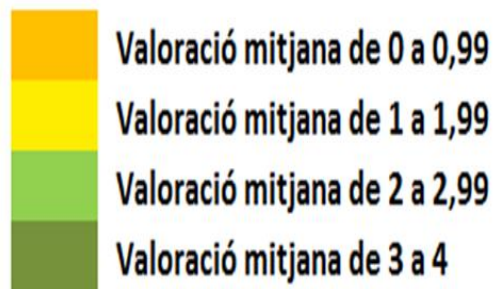 Valoració mitjana de 0 a 0,99
Valoració mitjana de 1 a 1,99
Valoració mitjana de 2 a 2,99
Valoració mitjana de 3 a 4